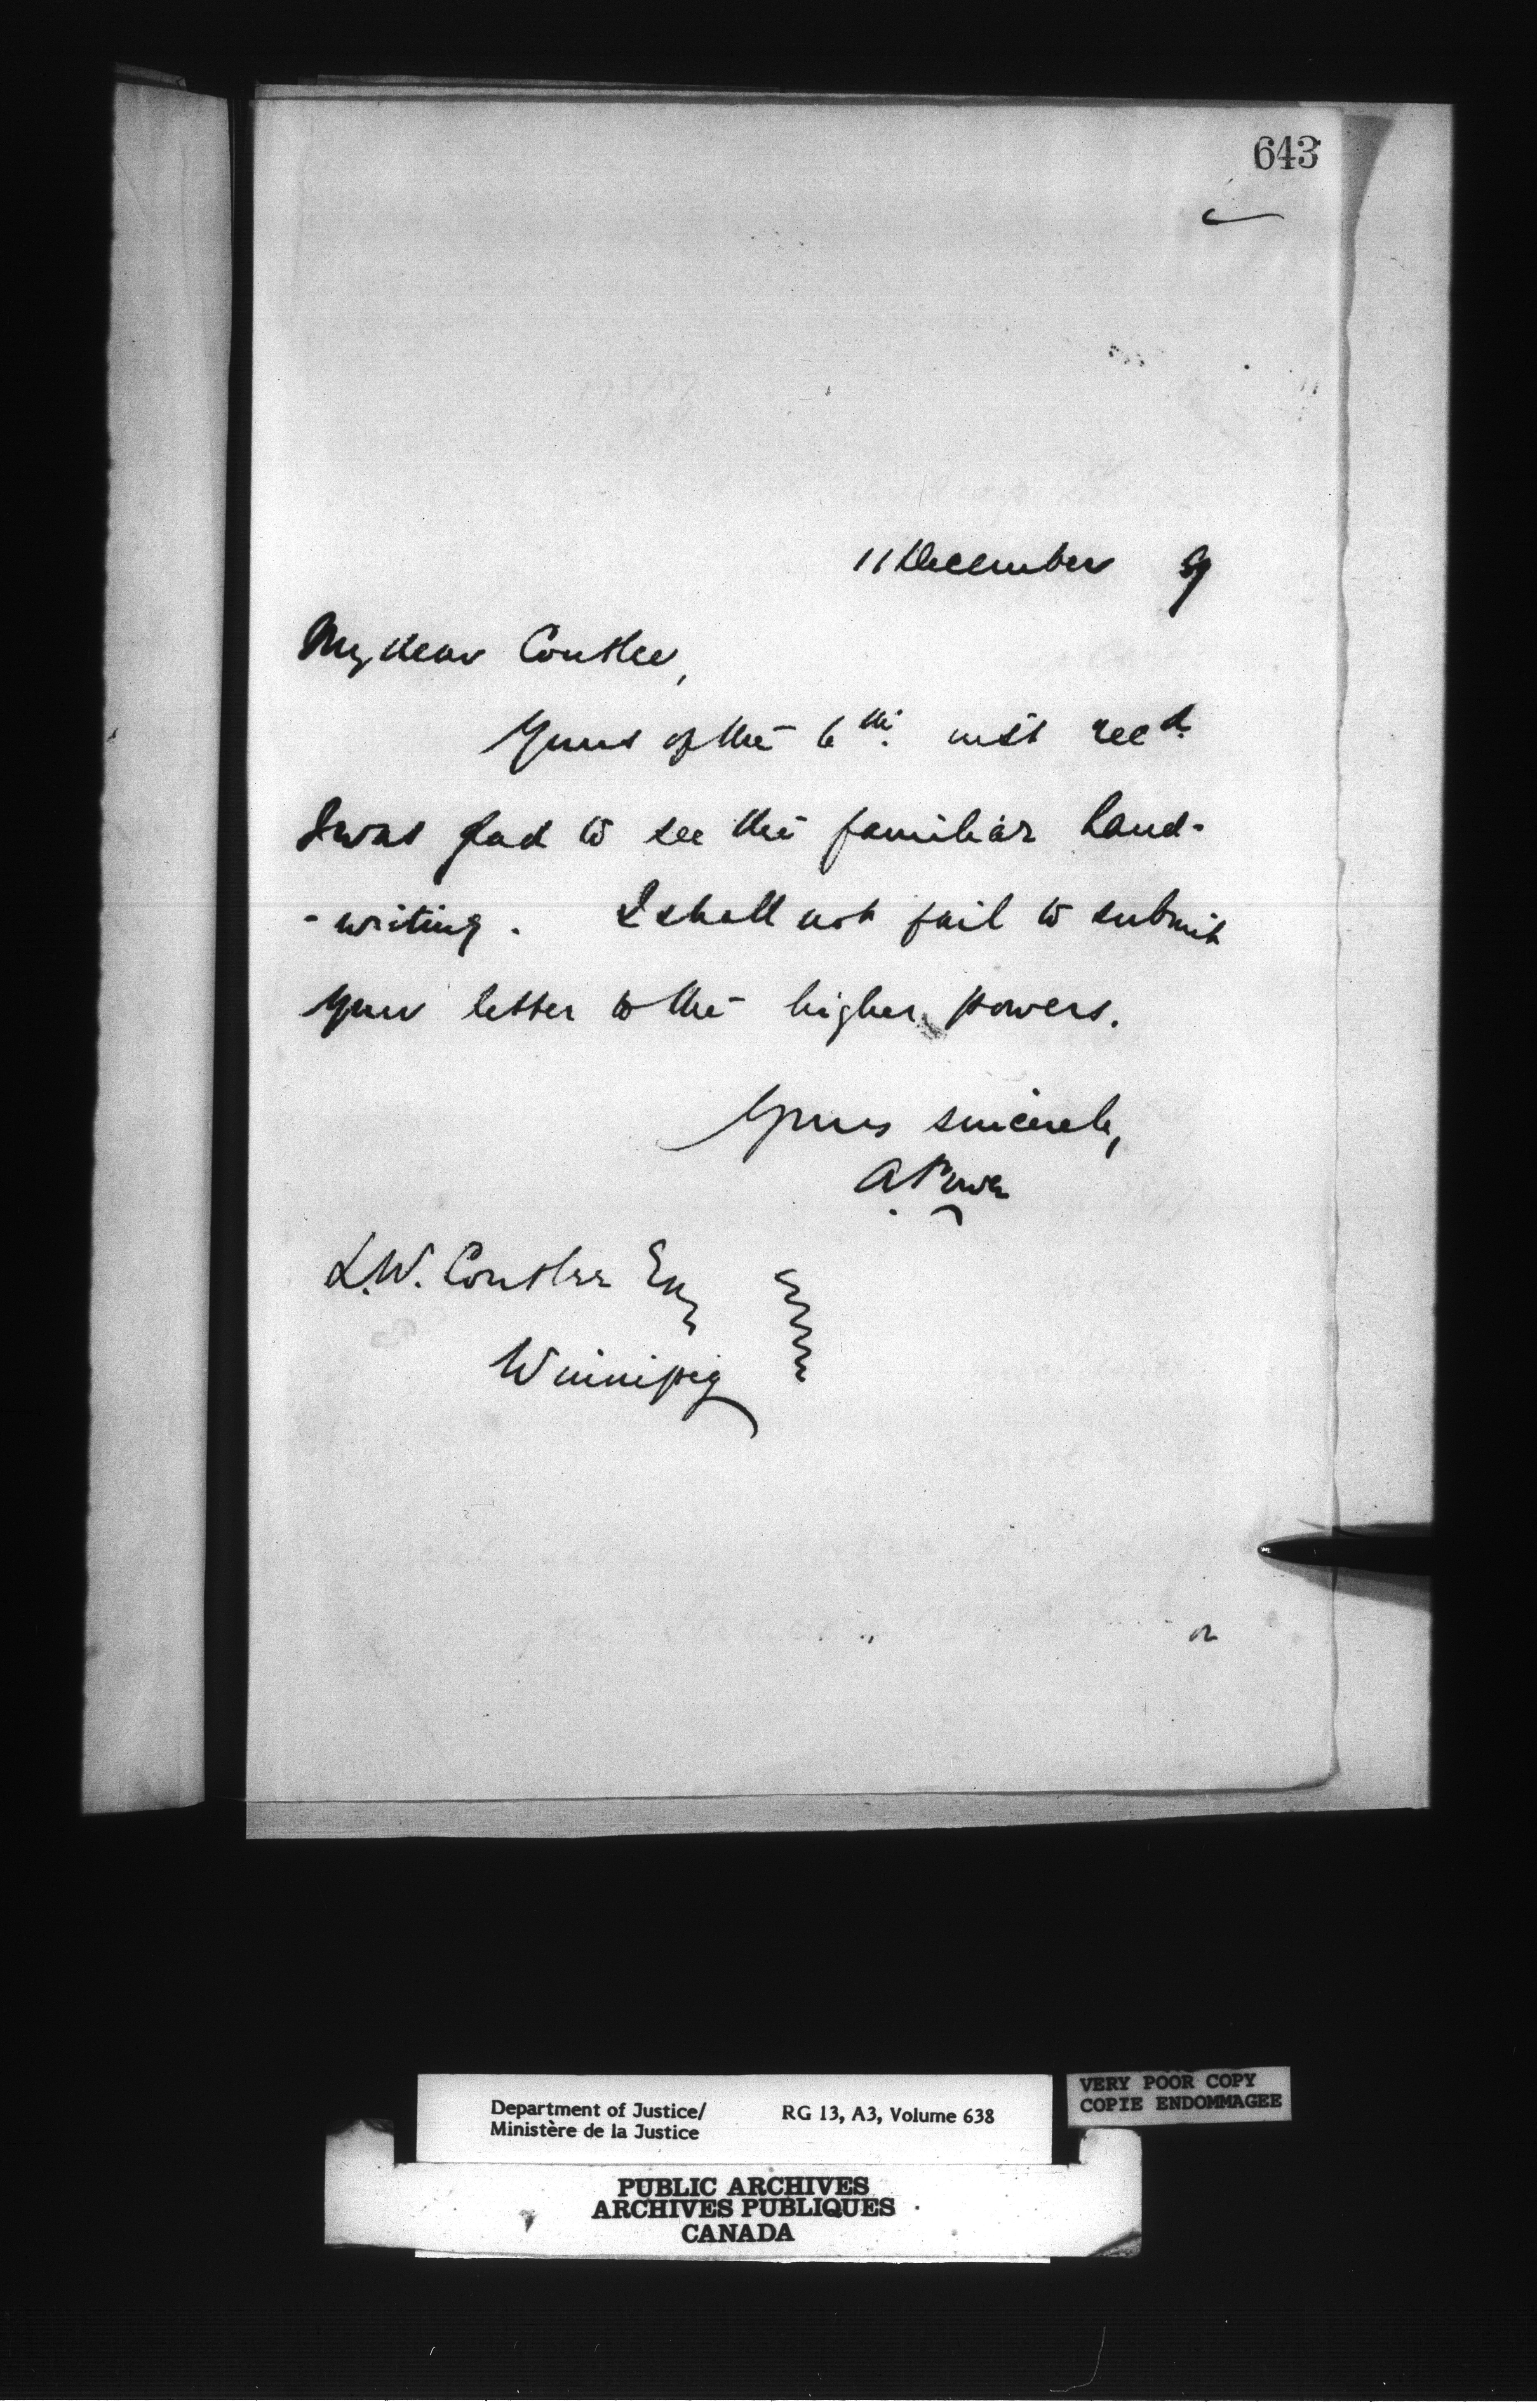 643
11 December 89
My dear Coutlee,
Yours of the 6th. inst recd.
I was glad to see the familiar hand-
-writing. I shall not fail to submit
your letter to the higher powers.
Yours sincerely,
A. Power
L.W. Coutlee Esq
Winnipeg
Department of Justice/
Ministère de la Justice
RG 13, A3, Volume 638
VERY POOR COPY
COPIE ENDOMMAGEE
PUBLIC ARCHIVES
ARCHIVES PUBLIQUES
CANADA